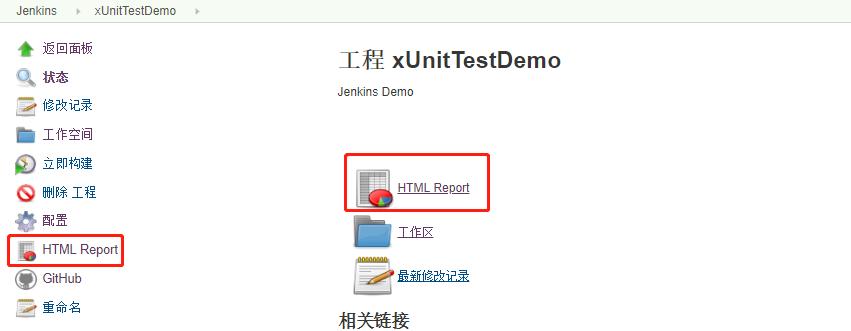 Jenkins xUnitTestDemo
返回面板
状态
修改记录
工作空间
立即构建
删除 工程
配置
HTML Report
GitHub
重命名
工程 xUnitTestDemo
Jenkins Demo
HTML Report
工作区
最新修改记录
相关链接